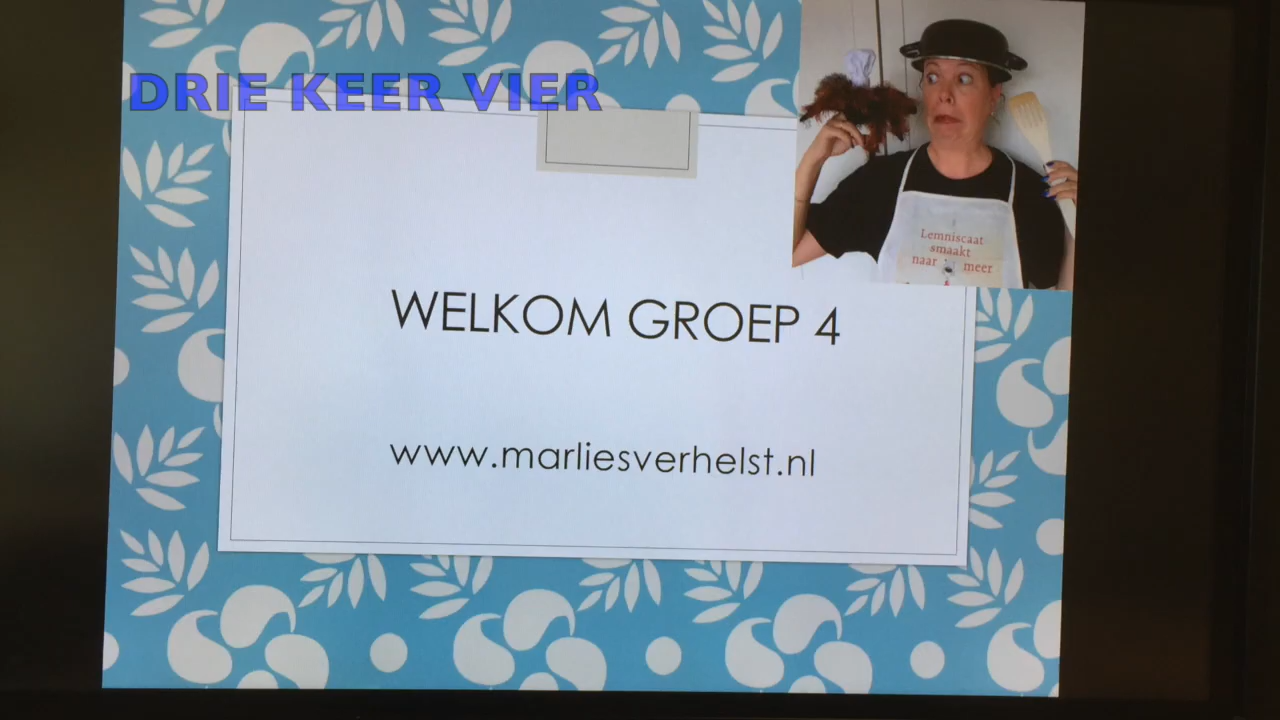 DRIE KEER VIER
Lemniscaat
smaakt
naar meer
WELKOM GROEP 4
www.marliesverhelst.nl